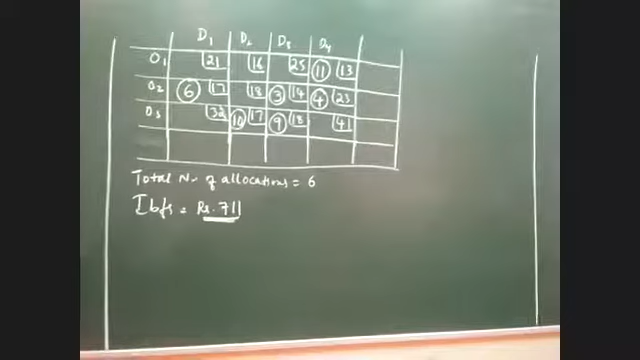 D1 D2 D3 D4
O1 21 16 25 11 13
O2 6 17 18 3 14 4 23
O3 32 10 17 9 18 41
Total No. of allocations = 6
Ibfs = Rs. 711